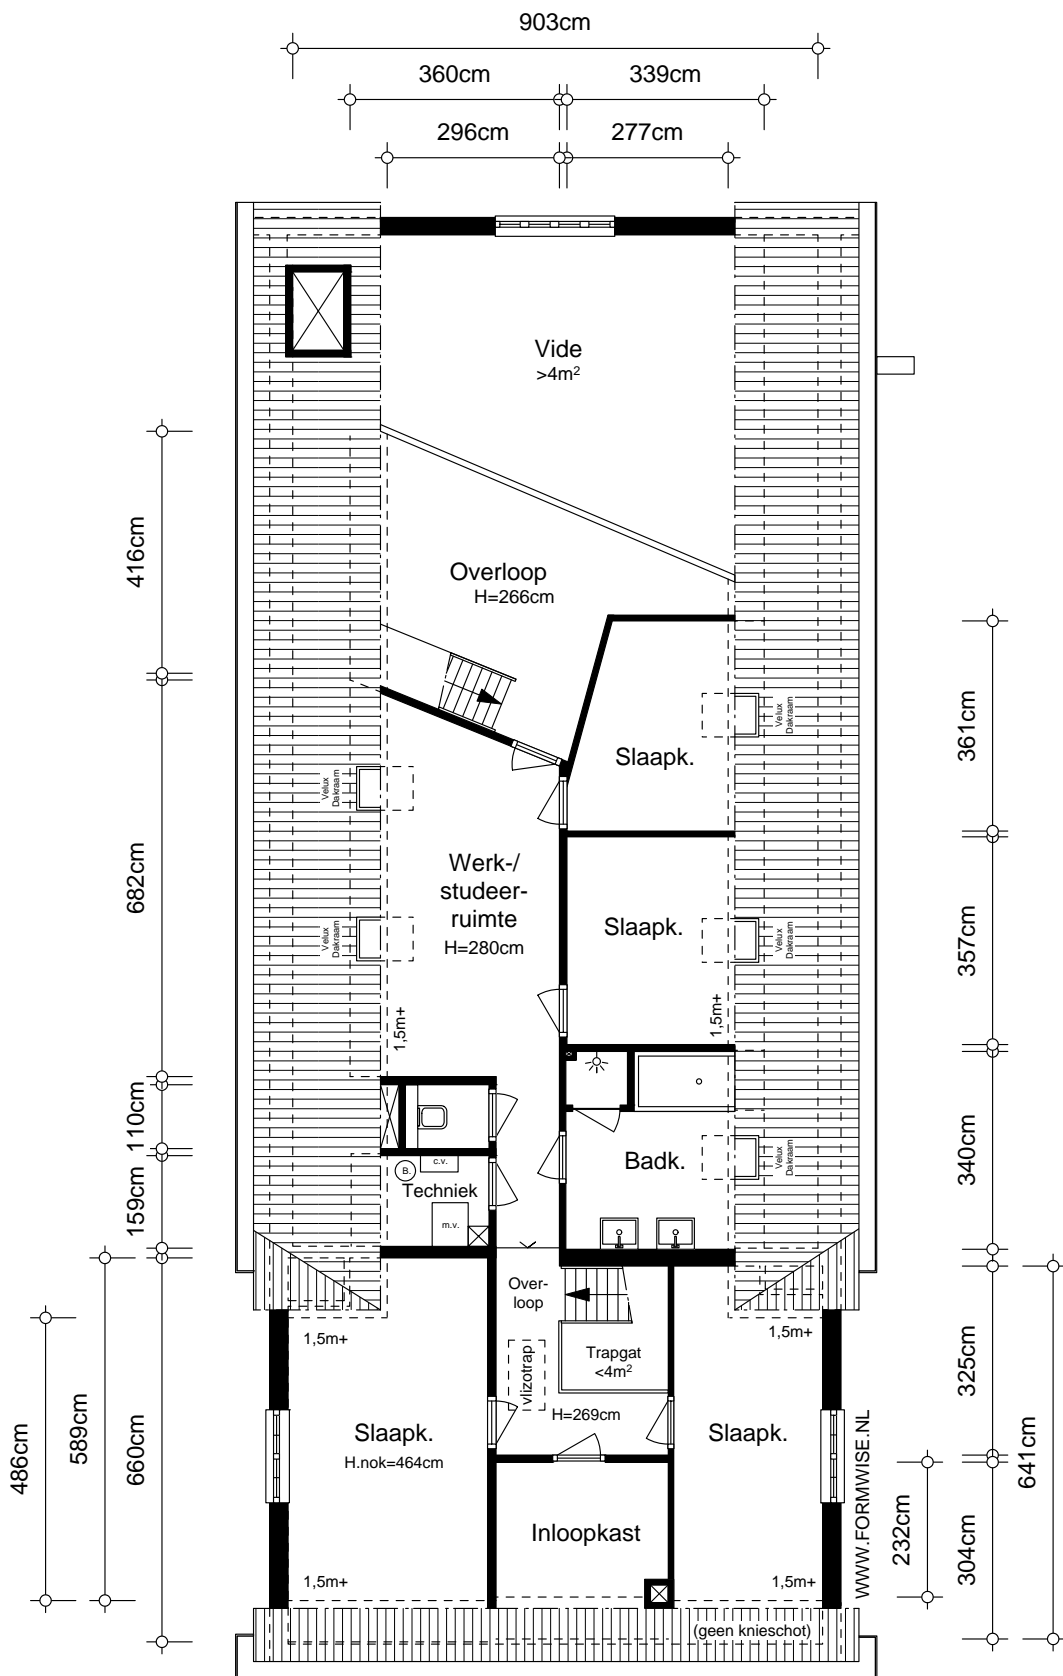 903cm
360cm 339cm
296cm 277cm
Vide
>4m²
416cm
Overloop
H=266cm
361cm
Velux
Dakraam
Slaapk.
Velux
Dakraam
682cm
Werk-/
studeer-
ruimte
H=280cm
Slaapk.
Velux
Dakraam
Velux
Dakraam
357cm
1,5m+
1,5m+
110cm
340cm
Badk.
Velux
Dakraam
c.v.
B.
Techniek
m.v.
159cm
Over-
loop
1,5m+
1,5m+
Trapgat
<4m²
vlizotrap
325cm
H=269cm
486cm
589cm
660cm
Slaapk.
H.nok=464cm
Slaapk.
WWW.FORMWISE.NL
641cm
Inloopkast
232cm
304cm
1,5m+
1,5m+
(geen knieschot)